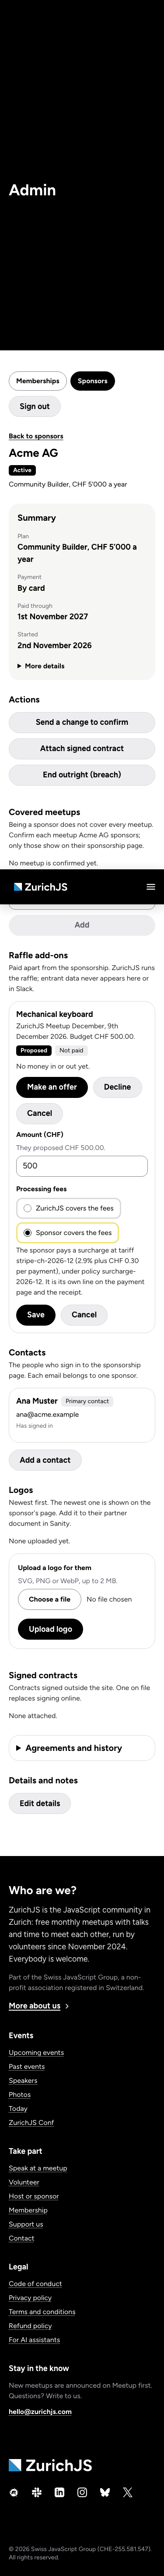 Admin
Memberships
Sponsors
Sign out
Back to sponsors
Acme AG
Active
Community Builder, CHF 5'000 a year
Summary
Plan
Community Builder, CHF 5'000 a
year
Payment
By card
Paid through
1st November 2027
Started
2nd November 2026
More details
Actions
Send a change to confirm
Attach signed contract
End outright (breach)
Covered meetups
Being a sponsor does not cover every meetup.
Confirm each meetup Acme AG sponsors;
only those show on their sponsorship page.
No meetup is confirmed yet.
ZurichJS
Add
Raffle add-ons
Paid apart from the sponsorship. ZurichJS runs
the raffle; entrant data never appears here or
in Slack.
Mechanical keyboard
ZurichJS Meetup December, 9th
December 2026. Budget CHF 500.00.
Proposed
Not paid
No money in or out yet.
Make an offer
Decline
Cancel
Amount (CHF)
They proposed CHF 500.00.
500
Processing fees
ZurichJS covers the fees
Sponsor covers the fees
The sponsor pays a surcharge at tariff
stripe-ch-2026-12 (2.9% plus CHF 0.30
per payment), under policy surcharge-
2026-12. It is its own line on the payment
page and the receipt.
Save
Cancel
Contacts
The people who sign in to the sponsorship
page. Each email belongs to one sponsor.
Ana Muster
Primary contact
ana@acme.example
Has signed in
Add a contact
Logos
Newest first. The newest one is shown on the
sponsor's page. Add it to their partner
document in Sanity.
None uploaded yet.
Upload a logo for them
SVG, PNG or WebP, up to 2 MB.
Choose a file
No file chosen
Upload logo
Signed contracts
Contracts signed outside the site. One on file
replaces signing online.
None attached.
Agreements and history
Details and notes
Edit details
Who are we?
ZurichJS is the JavaScript community in
Zurich: free monthly meetups with talks
and time to meet each other, run by
volunteers since November 2024.
Everybody is welcome.
Part of the Swiss JavaScript Group, a non-
profit association registered in Switzerland.
More about us
Events
Upcoming events
Past events
Speakers
Photos
Today
ZurichJS Conf
Take part
Speak at a meetup
Volunteer
Host or sponsor
Membership
Support us
Contact
Legal
Code of conduct
Privacy policy
Terms and conditions
Refund policy
For AI assistants
Stay in the know
New meetups are announced on Meetup first.
Questions? Write to us.
hello@zurichjs.com
ZurichJS
© 2026 Swiss JavaScript Group (CHE-255.581.547).
All rights reserved.